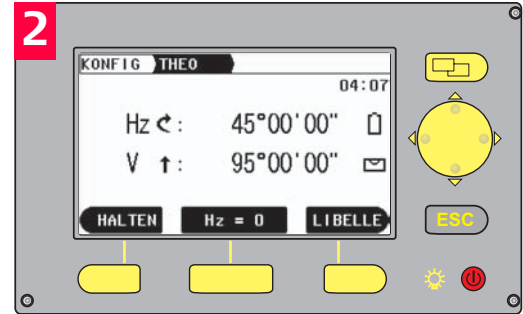 2
KONFIG THEO
04:07
Hz : 45°00'00"
V : 95°00'00"
HALTEN Hz = 0 LIBELLE
ESC